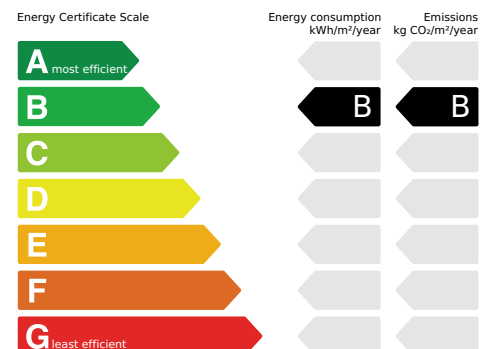 Energy Certificate Scale
Energy consumption
kWh/m²/year
Emissions
kg CO₂/m²/year
A most efficient
B B B
C
D
E
F
G least efficient